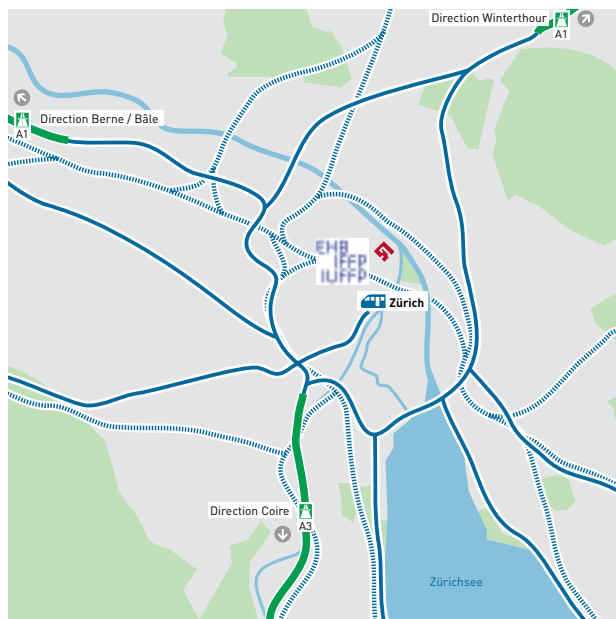 Direction Winterthour
A1
Direction Berne / Bâle
A1
EHB
IFFP
IUFFP
Zürich
Direction Coire
A3
Zürichsee